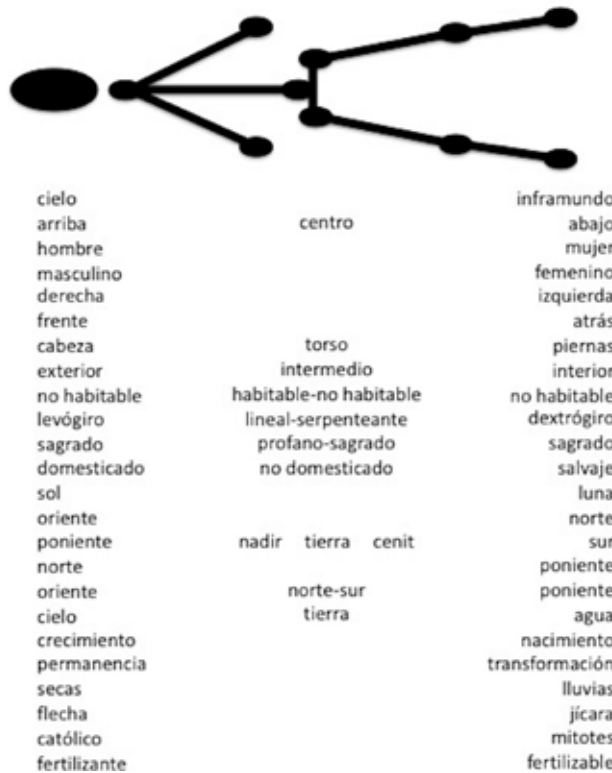 cielo inframundo
arriba centro abajo
hombre mujer
masculino femenino
derecha izquierda
frente atrás
cabeza torso piernas
exterior intermedio interior
no habitable habitable-no habitable no habitable
levógiro lineal-serpenteante dextrógiro
sagrado profano-sagrado sagrado
domesticado no domesticado salvaje
sol luna
oriente norte
poniente nadir tierra cenit sur
norte poniente
oriente norte-sur poniente
cielo tierra agua
crecimiento nacimiento
permanencia transformación
secas lluvias
flecha jícara
católico mitotes
fertilizante fertilizable